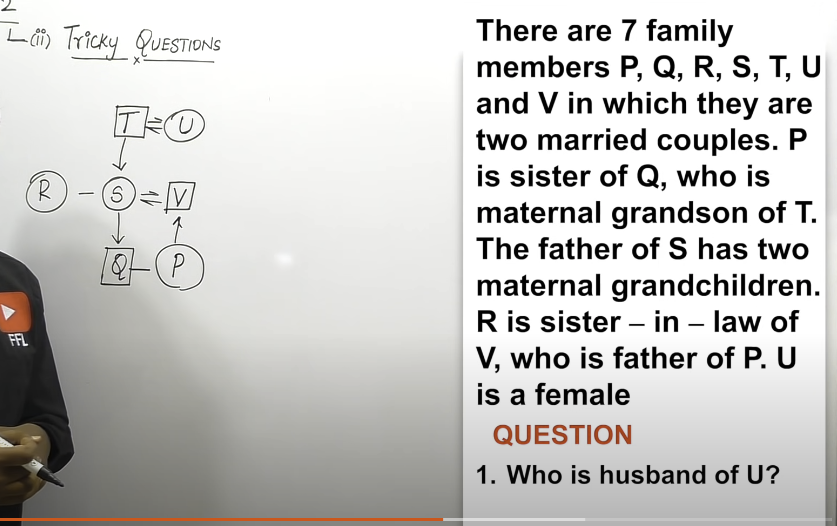 2
(ii) Tricky QUESTIONS
T U
R S V
Q P
FFL
There are 7 family
members P, Q, R, S, T, U
and V in which they are
two married couples. P
is sister of Q, who is
maternal grandson of T.
The father of S has two
maternal grandchildren.
R is sister – in – law of
V, who is father of P. U
is a female
QUESTION
1. Who is husband of U?